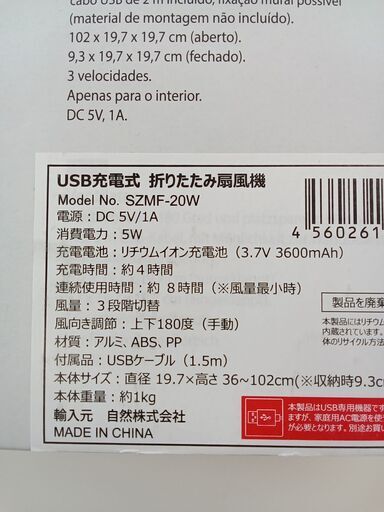 cabo USB de 2 m incluído, fixação mural possível
(material de montagem não incluído).
102 x 19,7 x 19,7 cm (aberto).
9,3 x 19,7 x 19,7 cm (fechado).
3 velocidades.
Apenas para o interior.
DC 5V, 1A.
USB充電式 折りたたみ扇風機
Model No. SZMF-20W
電源：DC 5V/1A
消費電力：5W
充電電池：リチウムイオン充電池（3.7V 3600mAh）
充電時間：約４時間
連続使用時間：約 ８時間（※風量最小時）
風量：３段階切替
風向き調節：上下180度（手動）
材質：アルミ、ABS、PP
付属品：USBケーブル（1.5m）
本体サイズ：直径 19.7×高さ 36～102cm(※収納時9.3c
本体重量：約1kg
輸入元 自然株式会社
MADE IN CHINA
4 560261
製品を廃棄
本製品にはリチウム
内蔵されています。
体のリサイクル方法
本製品はUSB専用機器です
ますが、家庭用AC電源を使
が必要となります。別途お買い